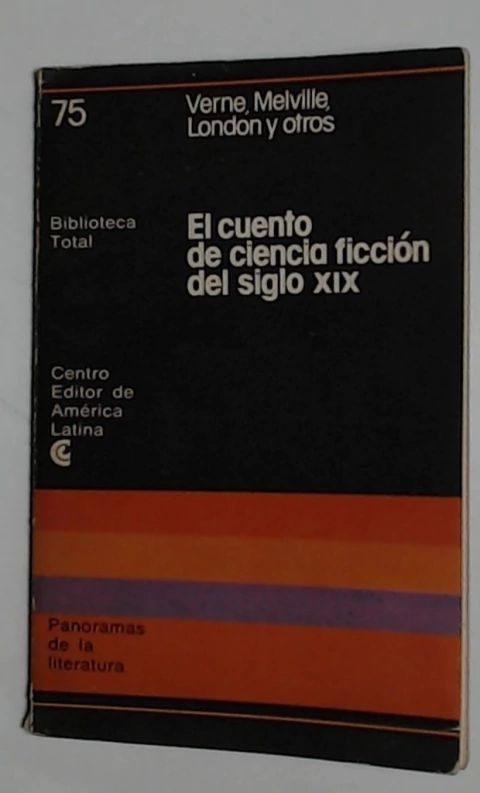 75
Verne, Melville,
London y otros
Biblioteca
Total
El cuento
de ciencia ficción
del siglo XIX
Centro
Editor de
América
Latina
Panoramas
de la
literatura